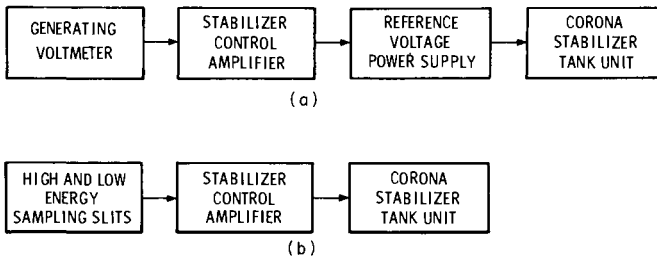 GENERATING
VOLTMETER
STABILIZER
CONTROL
AMPLIFIER
REFERENCE
VOLTAGE
POWER SUPPLY
CORONA
STABILIZER
TANK UNIT
(a)
HIGH AND LOW
ENERGY
SAMPLING SLITS
STABILIZER
CONTROL
AMPLIFIER
CORONA
STABILIZER
TANK UNIT
(b)